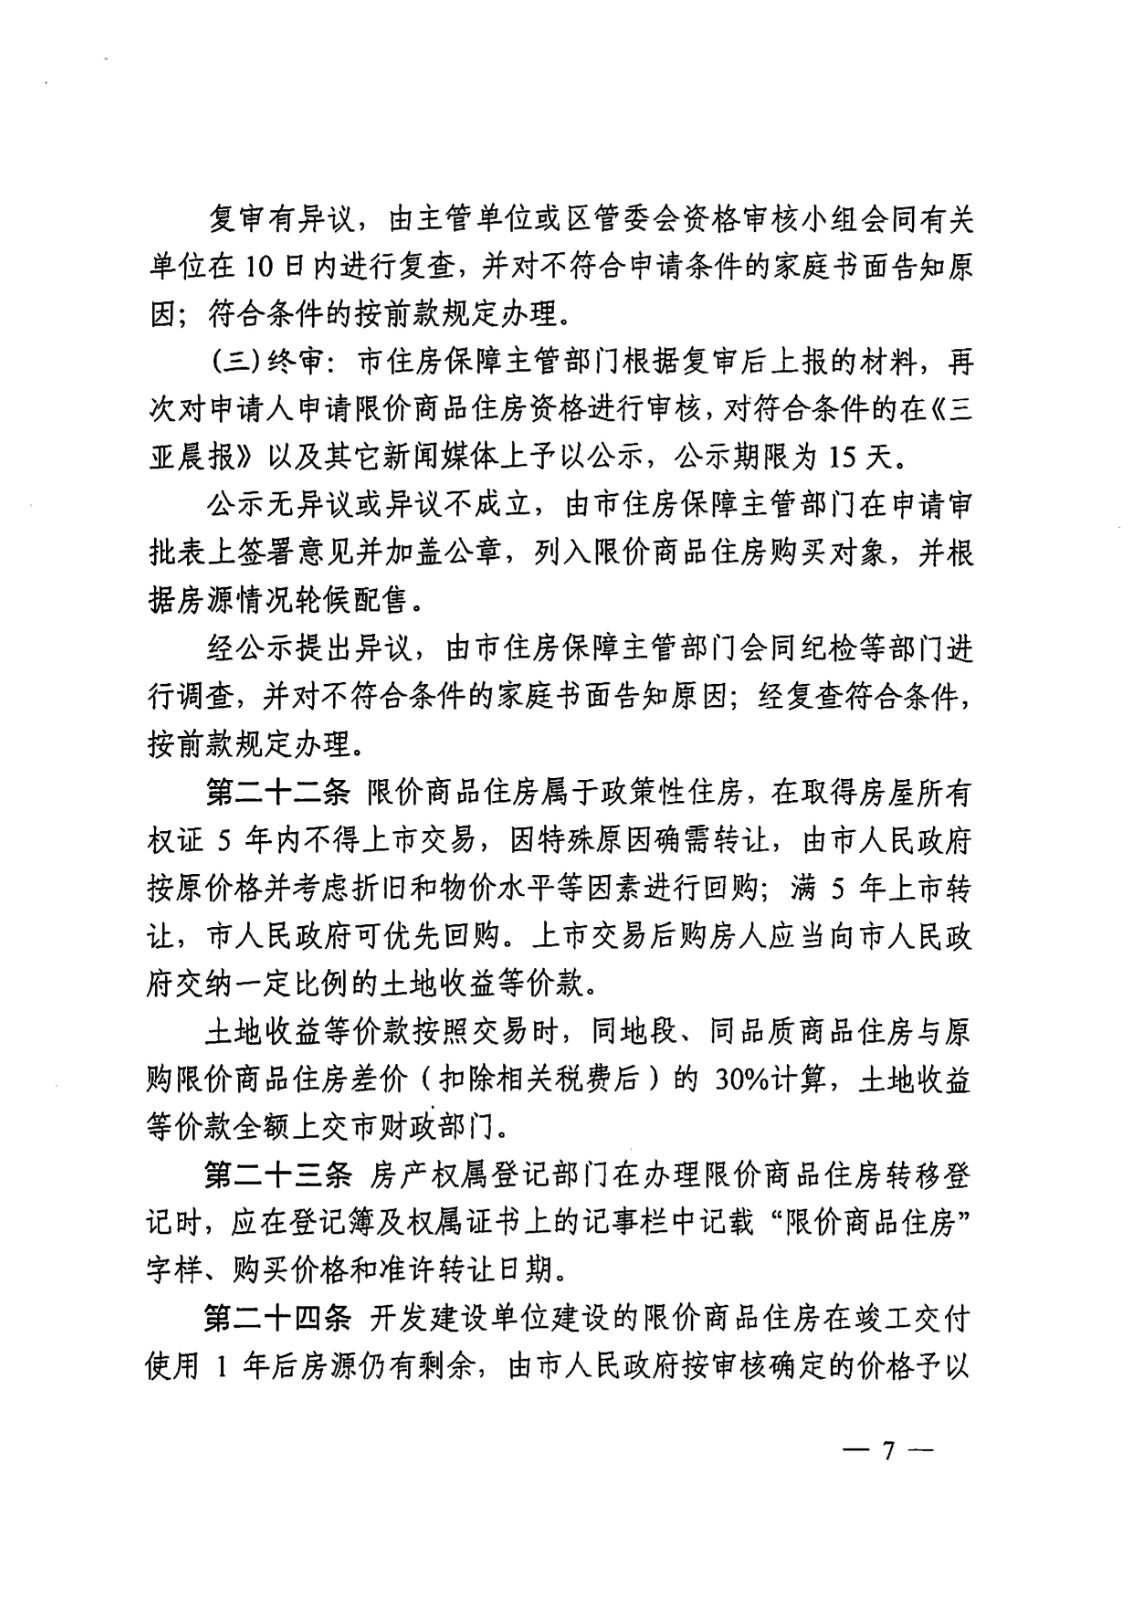 复审有异议，由主管单位或区管委会资格审核小组会同有关
单位在10日内进行复查，并对不符合申请条件的家庭书面告知原
因；符合条件的按前款规定办理。
(三)终审：市住房保障主管部门根据复审后上报的材料，再
次对申请人申请限价商品住房资格进行审核，对符合条件的在《三
亚晨报》以及其它新闻媒体上予以公示，公示期限为15天。
公示无异议或异议不成立，由市住房保障主管部门在申请审
批表上签署意见并加盖公章，列入限价商品住房购买对象，并根
据房源情况轮候配售。
经公示提出异议，由市住房保障主管部门会同纪检等部门进
行调查，并对不符合条件的家庭书面告知原因；经复查符合条件，
按前款规定办理。
第二十二条 限价商品住房属于政策性住房，在取得房屋所有
权证 5 年内不得上市交易，因特殊原因确需转让，由市人民政府
按原价格并考虑折旧和物价水平等因素进行回购；满 5 年上市转
让，市人民政府可优先回购。上市交易后购房人应当向市人民政
府交纳一定比例的土地收益等价款。
土地收益等价款按照交易时，同地段、同品质商品住房与原
购限价商品住房差价（扣除相关税费后）的 30%计算，土地收益
等价款全额上交市财政部门。
第二十三条 房产权属登记部门在办理限价商品住房转移登
记时，应在登记簿及权属证书上的记事栏中记载“限价商品住房”
字样、购买价格和准许转让日期。
第二十四条 开发建设单位建设的限价商品住房在竣工交付
使用 1 年后房源仍有剩余，由市人民政府按审核确定的价格予以
— 7 —